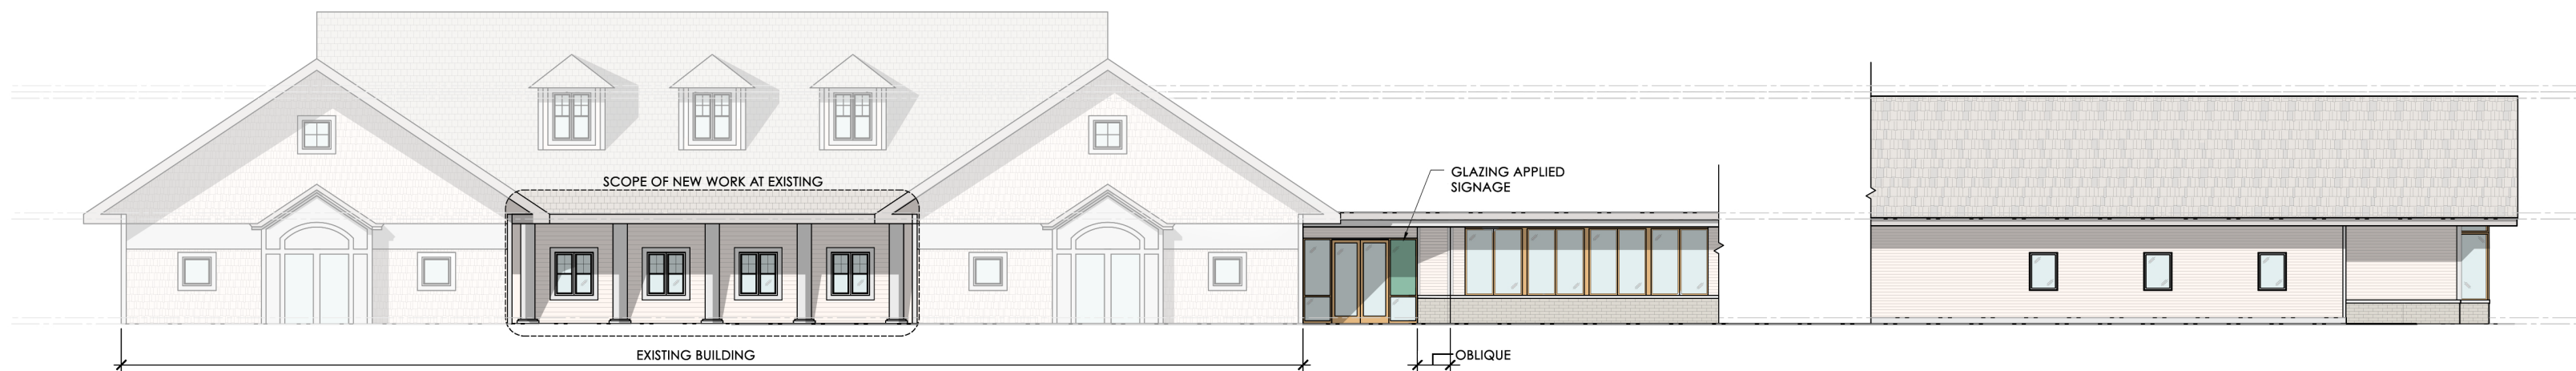 SCOPE OF NEW WORK AT EXISTING
GLAZING APPLIED
SIGNAGE
EXISTING BUILDING
OBLIQUE